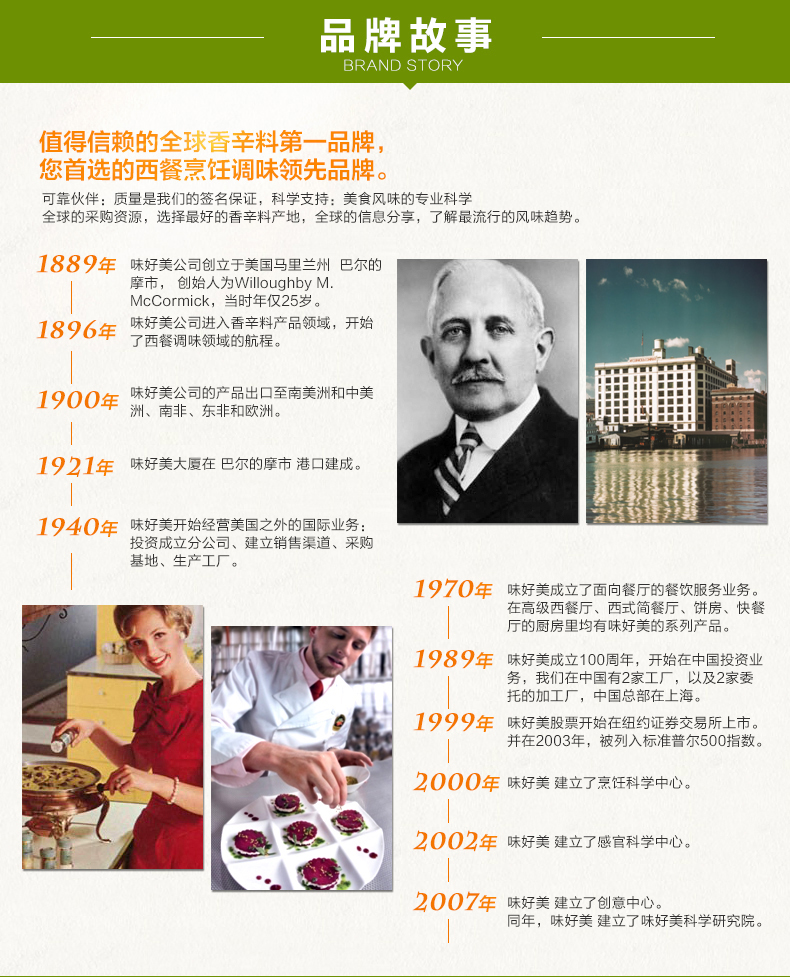 品牌故事
BRAND STORY
值得信赖的全球香辛料第一品牌，
您首选的西餐烹饪调味领先品牌。
可靠伙伴：质量是我们的签名保证，科学支持：美食风味的专业科学
全球的采购资源，选择最好的香辛料产地，全球的信息分享，了解最流行的风味趋势。
1889年
味好美公司创立于美国马里兰州 巴尔的
摩市， 创始人为Willoughby M.
McCormick，当时年仅25岁。
1896年
味好美公司进入香辛料产品领域，开始
了西餐调味领域的航程。
1900年
味好美公司的产品出口至南美洲和中美
洲、南非、东非和欧洲。
1921年
味好美大厦在 巴尔的摩市 港口建成。
1940年
味好美开始经营美国之外的国际业务；
投资成立分公司、建立销售渠道、采购
基地、生产工厂。
1970年
味好美成立了面向餐厅的餐饮服务业务。
在高级西餐厅、西式简餐厅、饼房、快餐
厅的厨房里均有味好美的系列产品。
1989年
味好美成立100周年，开始在中国投资业
务，我们在中国有2家工厂，以及2家委
托的加工厂，中国总部在上海。
1999年
味好美股票开始在纽约证券交易所上市。
并在2003年，被列入标准普尔500指数。
2000年
味好美 建立了烹饪科学中心。
2002年
味好美 建立了感官科学中心。
2007年
味好美 建立了创意中心。
同年，味好美 建立了味好美科学研究院。